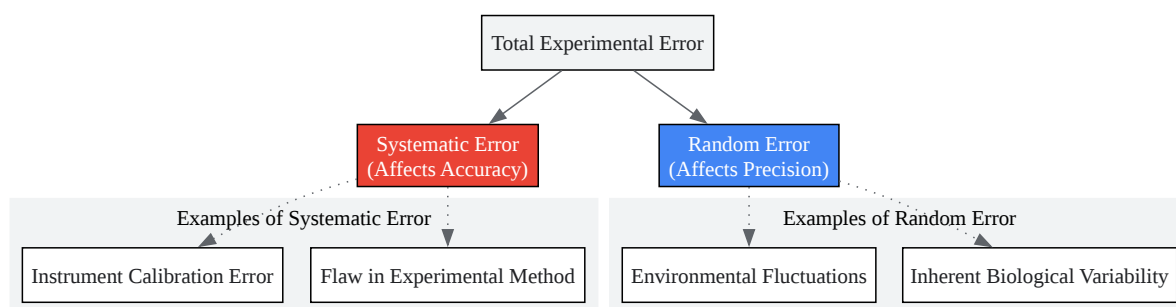 Total Experimental Error
Systematic Error
(Affects Accuracy)
Random Error
(Affects Precision)
Examples of Systematic Error
Examples of Random Error
Instrument Calibration Error
Flaw in Experimental Method
Environmental Fluctuations
Inherent Biological Variability